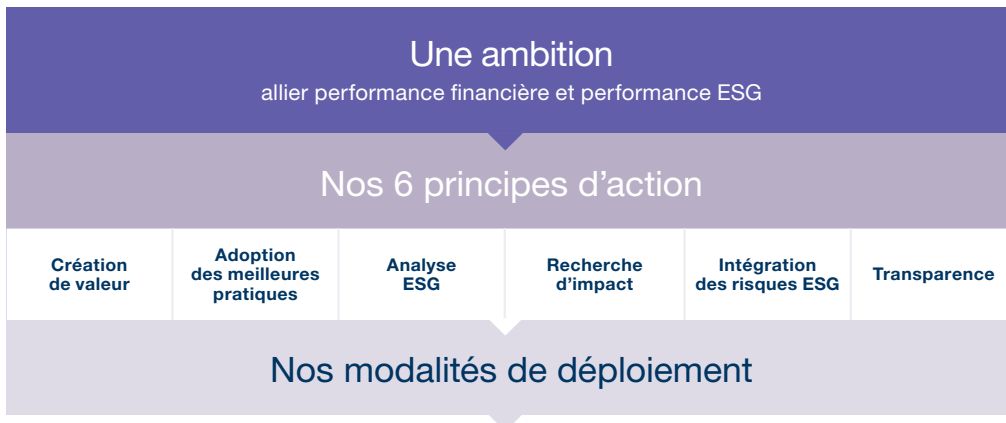 Une ambition
allier performance financière et performance ESG
Nos 6 principes d’action
Création
de valeur
Adoption
des meilleures
pratiques
Analyse
ESG
Recherche
d’impact
Intégration
des risques ESG
Transparence
Nos modalités de déploiement